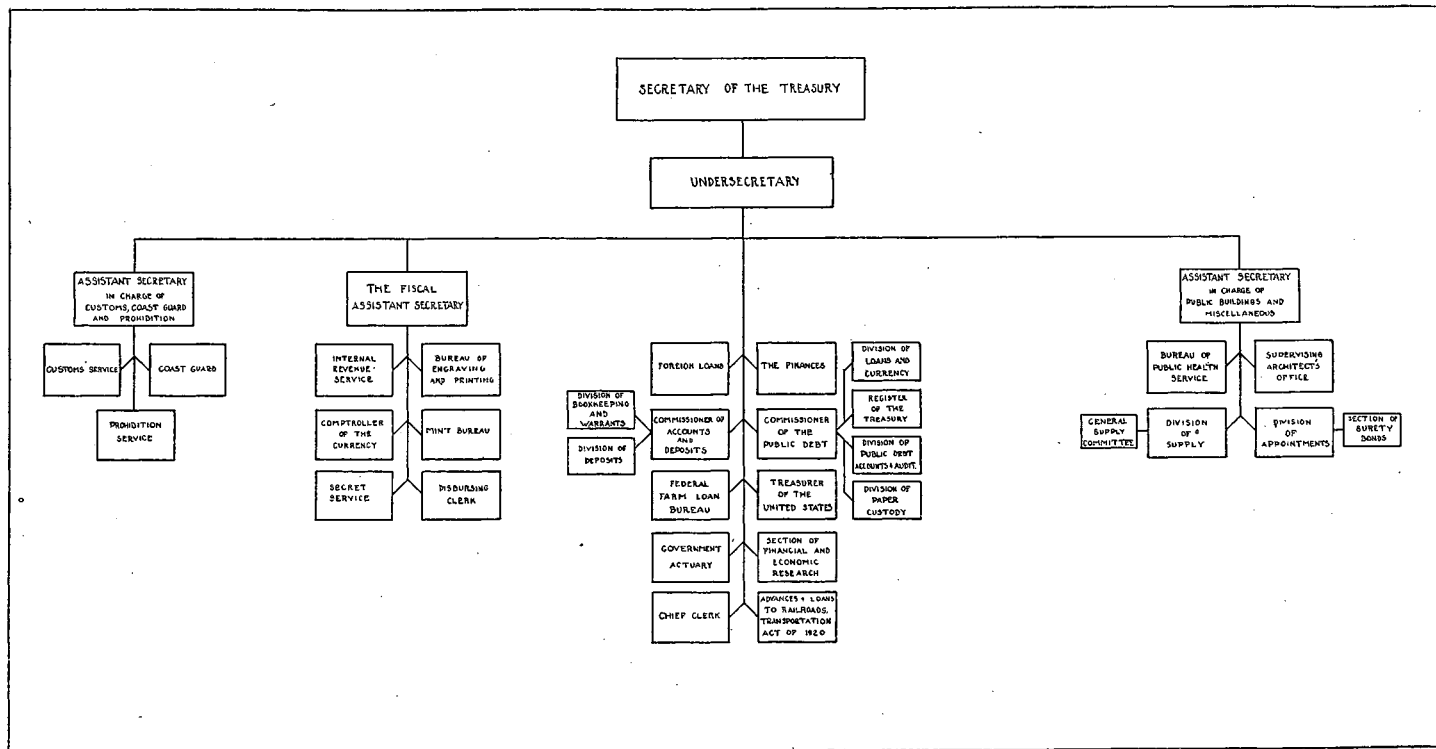 SECRETARY OF THE TREASURY
UNDERSECRETARY
ASSISTANT SECRETARY
IN CHARGE OF
CUSTOMS, COAST GUARD
AND PROHIBITION
CUSTOMS SERVICE
COAST GUARD
PROHIBITION
SERVICE
THE FISCAL
ASSISTANT SECRETARY
INTERNAL
REVENUE
SERVICE
BUREAU OF
ENGRAVING
AND PRINTING
COMPTROLLER
OF THE
CURRENCY
MINT BUREAU
SECRET
SERVICE
DISBURSING
CLERK
FOREIGN LOANS
THE FINANCES
DIVISION OF
LOANS AND
CURRENCY
DIVISION OF
BOOKKEEPING
AND
WARRANTS
DIVISION OF
DEPOSITS
COMMISSIONER OF
ACCOUNTS
AND
DEPOSITS
COMMISSIONER
OF THE
PUBLIC DEBT
REGISTER
OF THE
TREASURY
DIVISION OF
PUBLIC DEBT
ACCOUNTS & AUDIT.
DIVISION OF
PAPER
CUSTODY
FEDERAL
FARM LOAN
BUREAU
TREASURER
OF THE
UNITED STATES
GOVERNMENT
ACTUARY
SECTION OF
FINANCIAL AND
ECONOMIC
RESEARCH
CHIEF CLERK
ADVANCES & LOANS
TO RAILROADS,
TRANSPORTATION
ACT OF 1920
ASSISTANT SECRETARY
IN CHARGE OF
PUBLIC BUILDINGS AND
MISCELLANEOUS
BUREAU OF
PUBLIC HEALTH
SERVICE
SUPERVISING
ARCHITECT'S
OFFICE
GENERAL
SUPPLY
COMMITTEE
DIVISION
OF
SUPPLY
DIVISION
OF
APPOINTMENTS
SECTION OF
SURETY
BONDS